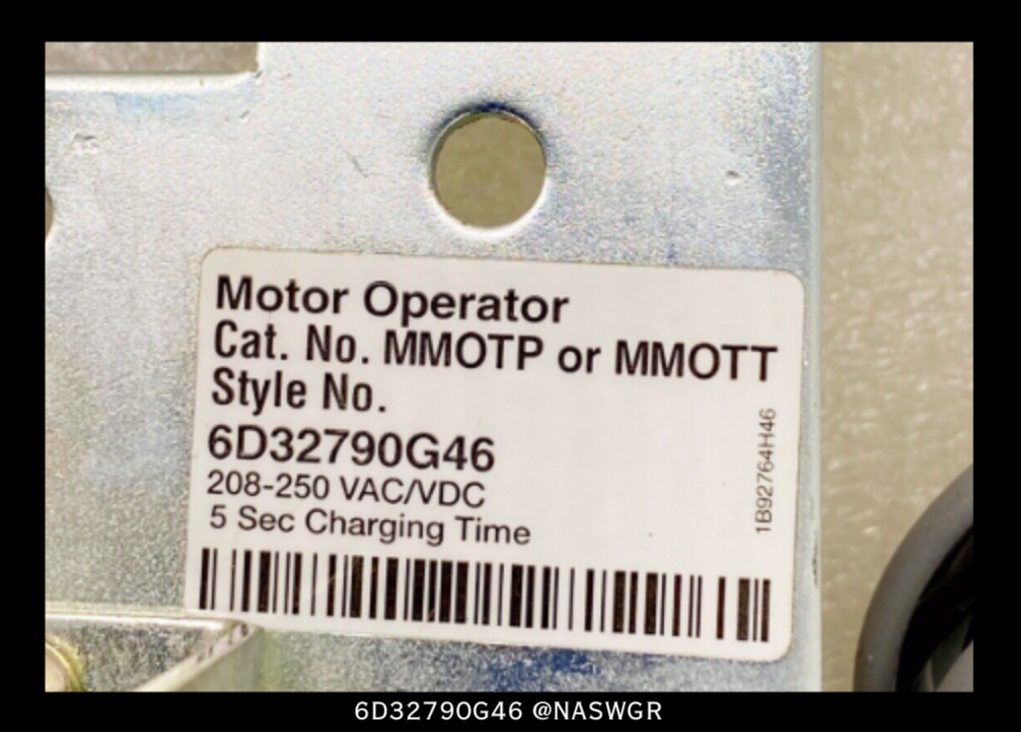 Motor Operator
Cat. No. MMOTP or MMOTT
Style No.
6D32790G46
208-250 VAC/VDC
5 Sec Charging Time
1B92764H46
6D32790G46 @NASWGR